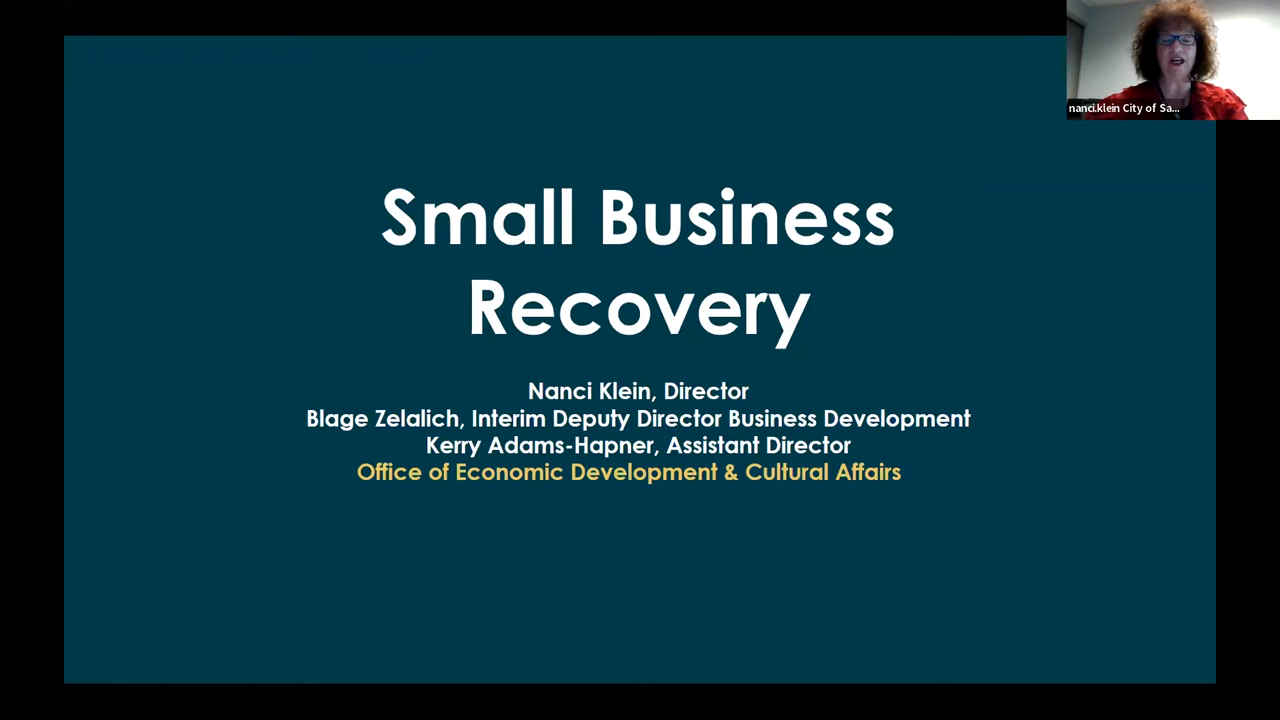 nanci.klein City of Sa...
Small Business
Recovery
Nanci Klein, Director
Blage Zelalich, Interim Deputy Director Business Development
Kerry Adams-Hapner, Assistant Director
Office of Economic Development & Cultural Affairs